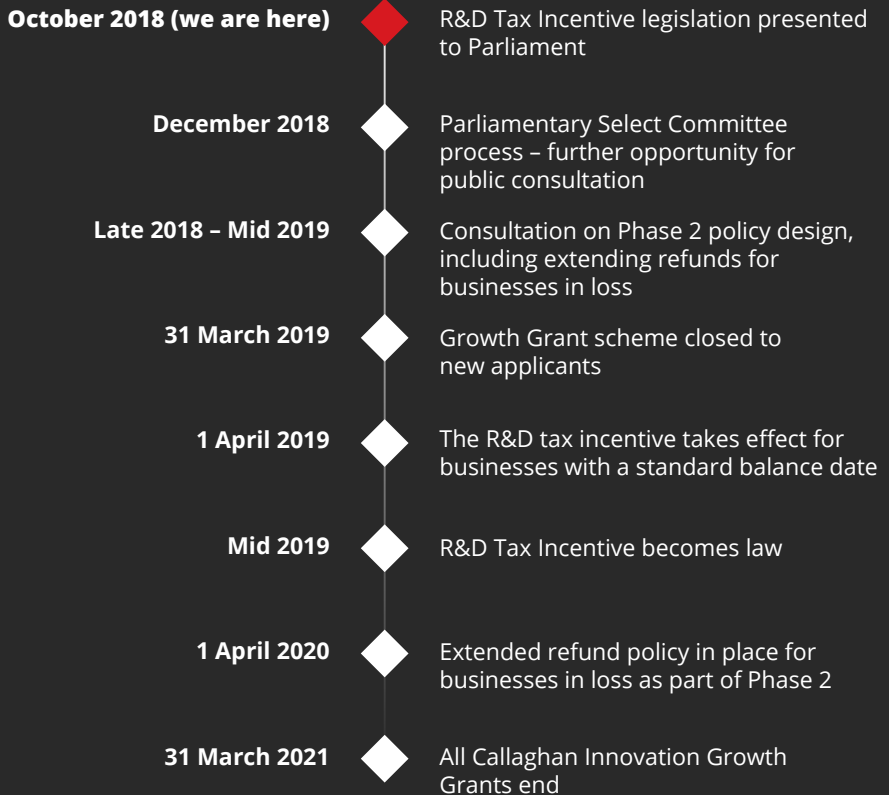 October 2018 (we are here)
R&D Tax Incentive legislation presented
to Parliament
December 2018
Parliamentary Select Committee
process – further opportunity for
public consultation
Late 2018 – Mid 2019
Consultation on Phase 2 policy design,
including extending refunds for
businesses in loss
31 March 2019
Growth Grant scheme closed to
new applicants
1 April 2019
The R&D tax incentive takes effect for
businesses with a standard balance date
Mid 2019
R&D Tax Incentive becomes law
1 April 2020
Extended refund policy in place for
businesses in loss as part of Phase 2
31 March 2021
All Callaghan Innovation Growth
Grants end